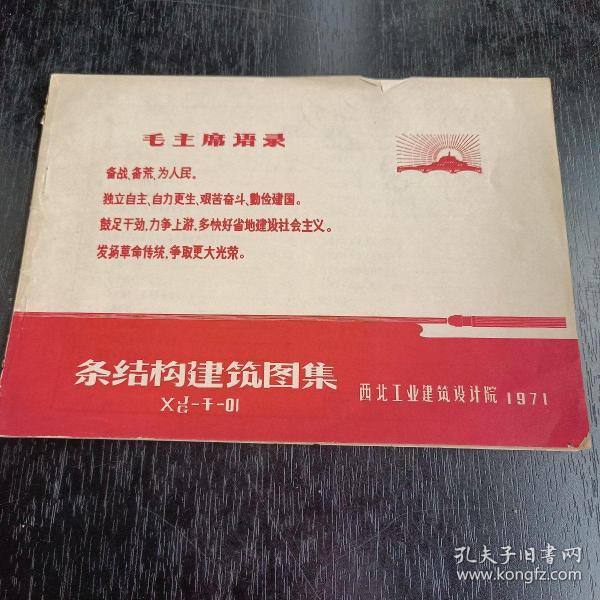 毛主席语录
备战、备荒、为人民。
独立自主、自力更生、艰苦奋斗、勤俭建国。
鼓足干劲，力争上游，多快好省地建设社会主义。
发扬革命传统，争取更大光荣。
条结构建筑图集
西北工业建筑设计院 1971
孔夫子旧书网
www.kongfz.com